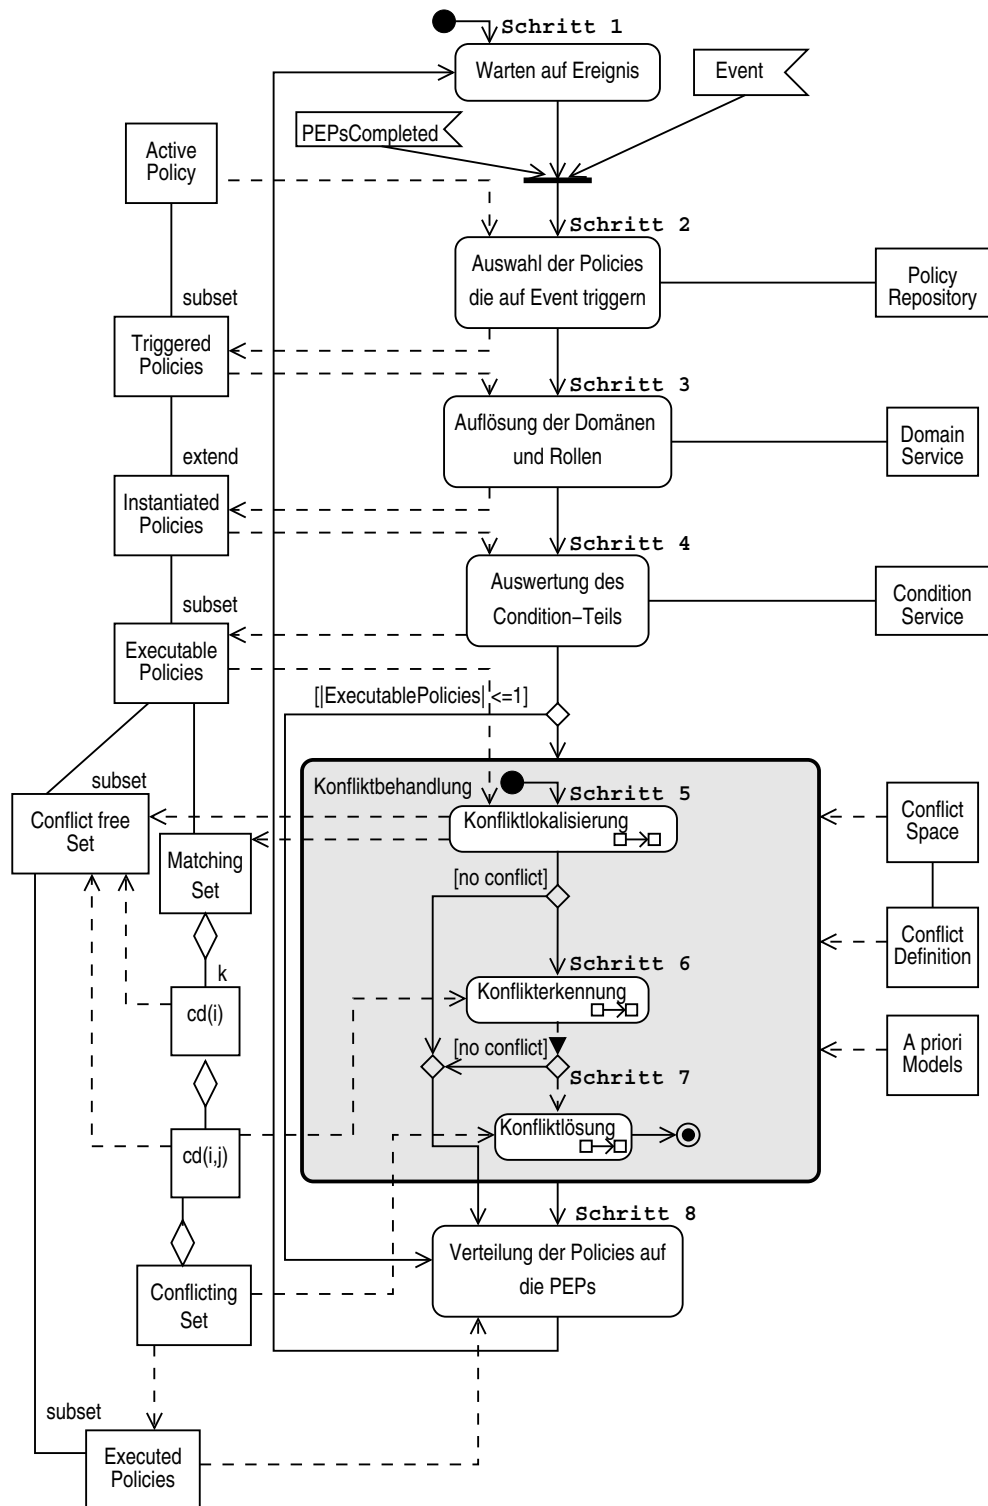 Schritt 1
Warten auf Ereignis
Event
PEPsCompleted
Active
Policy
Schritt 2
Auswahl der Policies
die auf Event triggern
Policy
Repository
subset
Triggered
Policies
Schritt 3
Auflösung der Domänen
und Rollen
Domain
Service
extend
Instantiated
Policies
Schritt 4
Auswertung des
Condition–Teils
Condition
Service
subset
Executable
Policies
[|ExecutablePolicies| <=1]
subset
Konfliktbehandlung
Schritt 5
Konfliktlokalisierung
Conflict free
Set
Matching
Set
Conflict
Space
[no conflict]
Schritt 6
Konflikterkennung
Conflict
Definition
k
cd(i)
[no conflict]
Schritt 7
Konfliktlösung
A priori
Models
cd(i,j)
Schritt 8
Verteilung der Policies auf
die PEPs
Conflicting
Set
subset
Executed
Policies